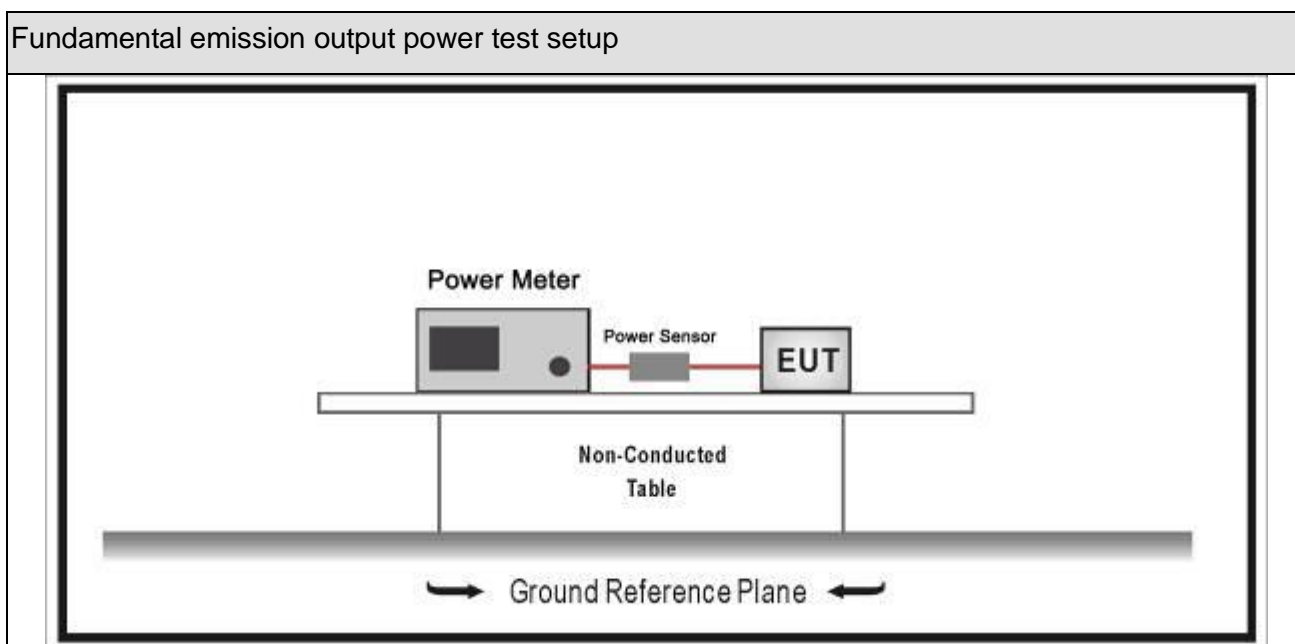 Fundamental emission output power test setup
Power Meter
Power Sensor
EUT
Non-Conducted
Table
Ground Reference Plane